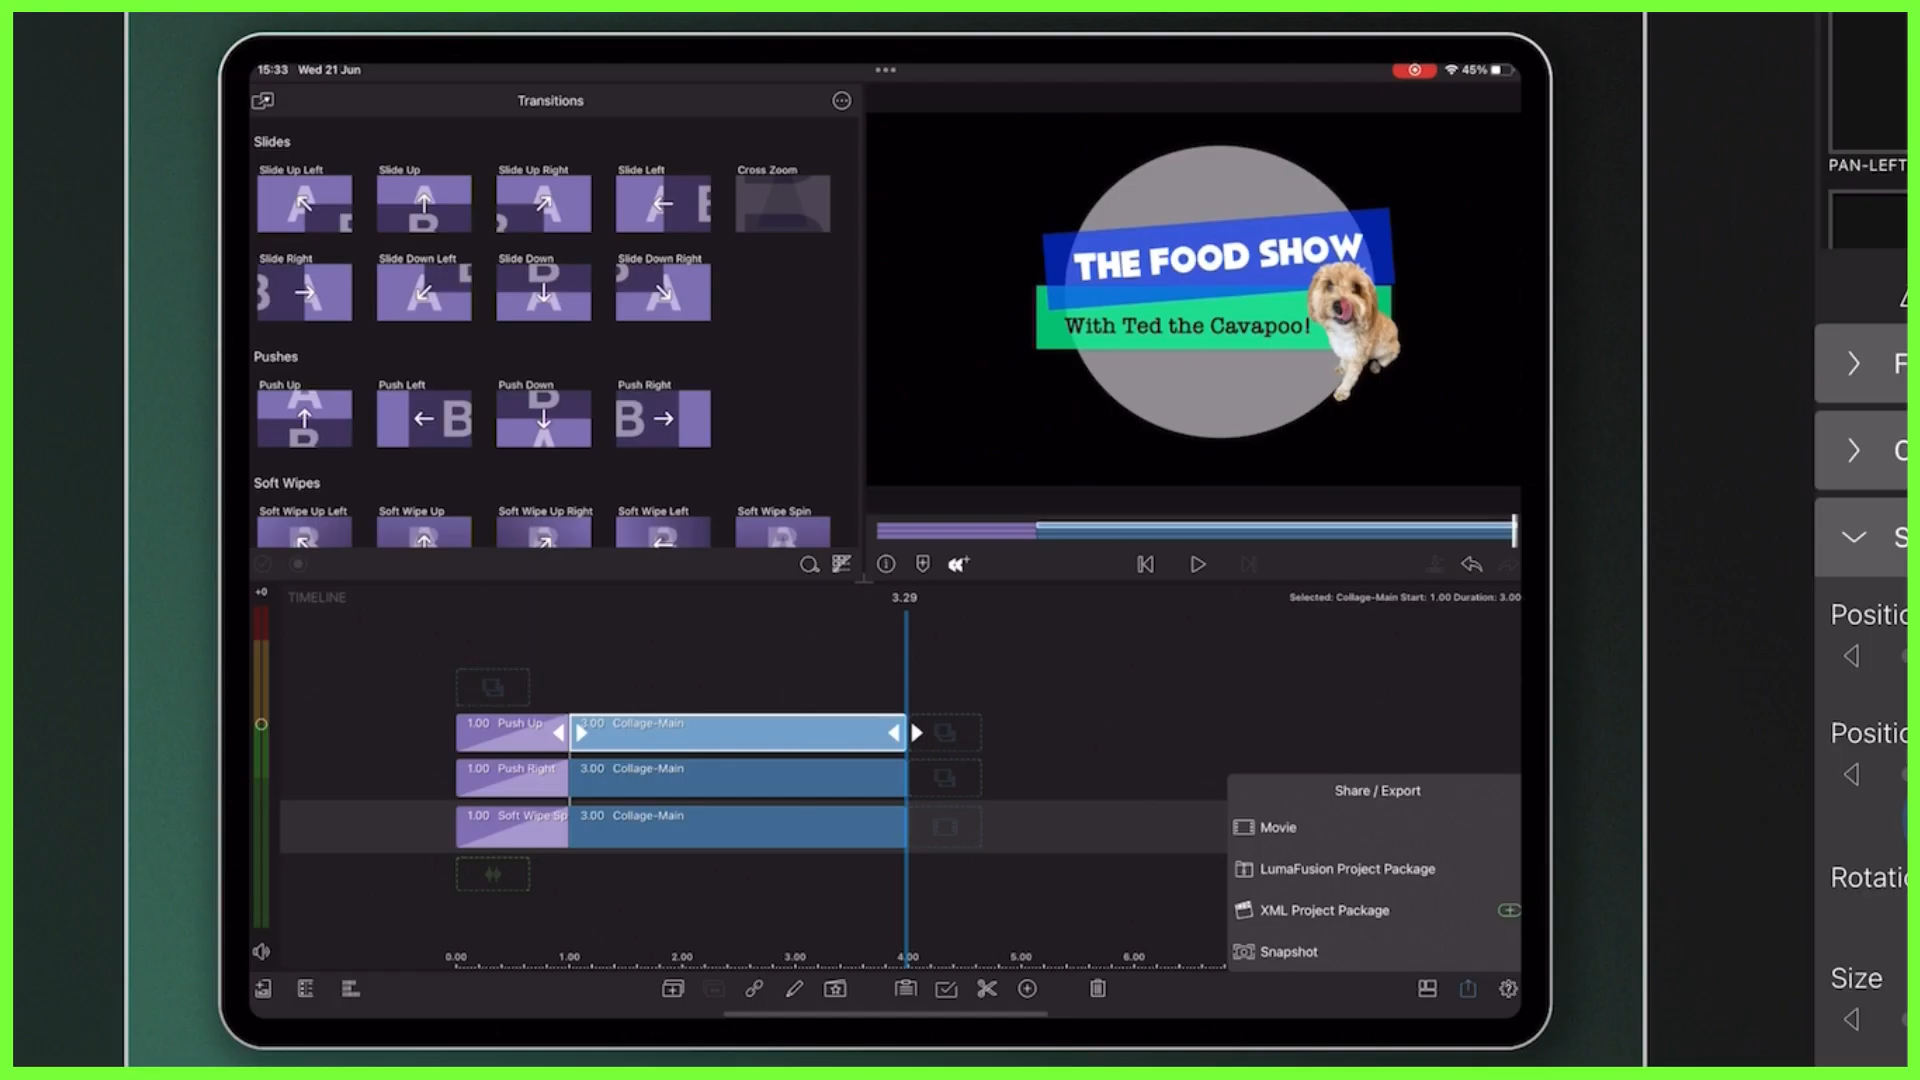 15:33 Wed 21 Jun
45%
Transitions
Slides
Slide Up Left
Slide Up
Slide Up Right
Slide Left
Cross Zoom
Slide Right
Slide Down Left
Slide Down
Slide Down Right
Pushes
Push Up
Push Left
Push Down
Push Right
Soft Wipes
Soft Wipe Up Left
Soft Wipe Up
Soft Wipe Up Right
Soft Wipe Left
Soft Wipe Spin
THE FOOD SHOW
With Ted the Cavapoo!
+0
TIMELINE
3.29
Selected: Collage-Main Start: 1.00 Duration: 3.00
1.00 Push Up
3.00 Collage-Main
1.00 Push Right
3.00 Collage-Main
1.00 Soft Wipe Sp
3.00 Collage-Main
0.00 1.00 2.00 3.00 4.00 5.00 6.00
Share / Export
Movie
LumaFusion Project Package
XML Project Package
Snapshot
PAN-LEFT
Positio
Positio
Rotati
Size